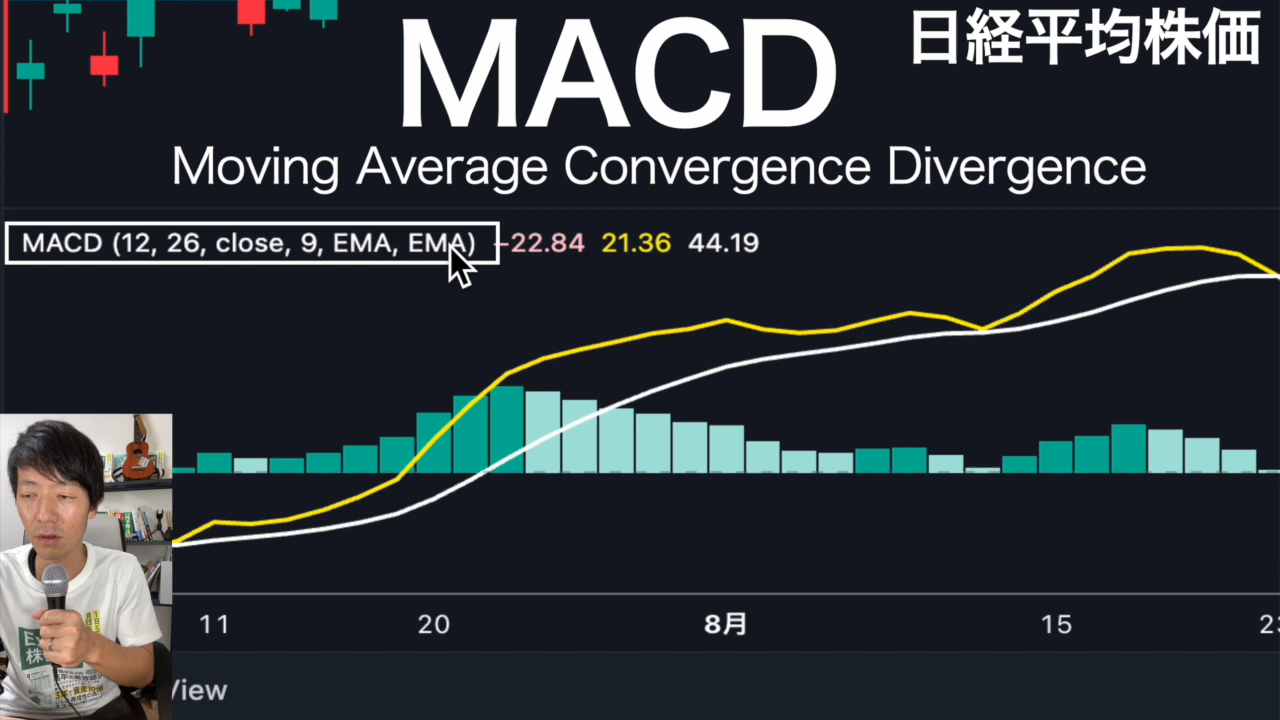 MACD
日経平均株価
Moving Average Convergence Divergence
MACD (12, 26, close, 9, EMA, EMA) -22.84 21.36 44.19
11 20 8月 15
View